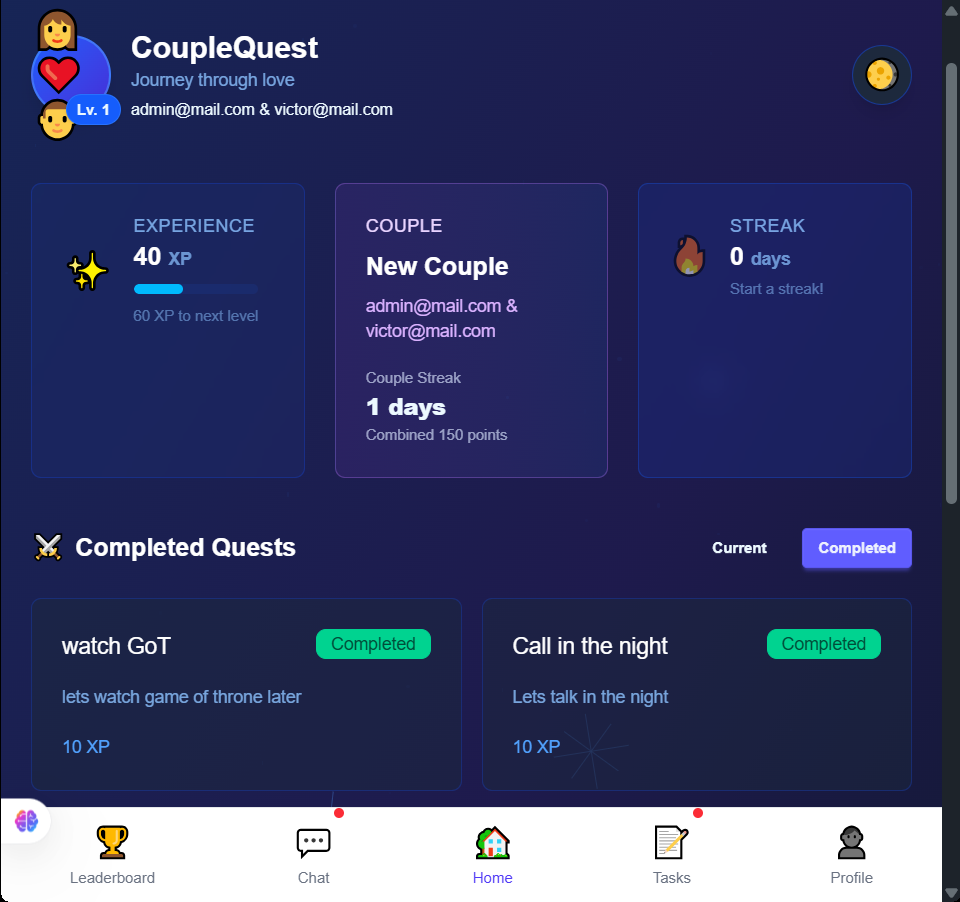 CoupleQuest
Journey through love
Lv. 1
admin@mail.com & victor@mail.com
EXPERIENCE
40 XP
60 XP to next level
COUPLE
New Couple
admin@mail.com &
victor@mail.com
Couple Streak
1 days
Combined 150 points
STREAK
0 days
Start a streak!
Completed Quests
Current
Completed
watch GoT
Completed
lets watch game of throne later
10 XP
Call in the night
Completed
Lets talk in the night
10 XP
Leaderboard
Chat
Home
Tasks
Profile